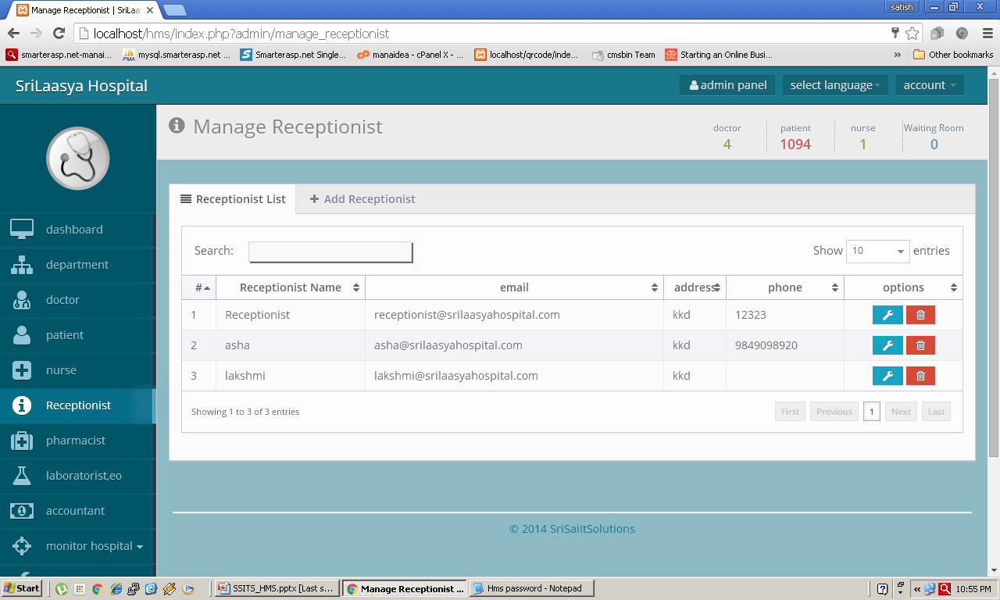 Manage Receptionist | SriLaa
satish
localhost/hms/index.php?admin/manage_receptionist
smarterasp.net-manai...
mysql.smarterasp.net ...
Smarterasp.net Single...
manaidea - cPanel X - ...
localhost/qrcode/inde...
cmsbin Team
Starting an Online Busi...
»
Other bookmarks
SriLaasya Hospital
admin panel
select language
account
Manage Receptionist
doctor
4
patient
1094
nurse
1
Waiting Room
0
dashboard
department
doctor
patient
nurse
Receptionist
pharmacist
laboratorist,eo
accountant
monitor hospital
Receptionist List
Add Receptionist
Search:
Show 10 entries
# Receptionist Name email address phone options
1 Receptionist receptionist@srilaasyahospital.com kkd 12323
2 asha asha@srilaasyahospital.com kkd 9849098920
3 lakshmi lakshmi@srilaasyahospital.com kkd
Showing 1 to 3 of 3 entries
First Previous 1 Next Last
© 2014 SriSaiItSolutions
Start
SSITS_HMS.pptx [Last s...
Manage Receptionist ...
Hms password - Notepad
10:55 PM